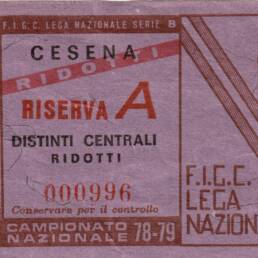 F.I.G.C. LEGA NAZIONALE SERIE B
CESENA
RIDOTTI
RISERVA A
DISTINTI CENTRALI
RIDOTTI
000996
Conservare per il controllo
CAMPIONATO
NAZIONALE 78-79
F.I.G.C.
LEGA
NAZION